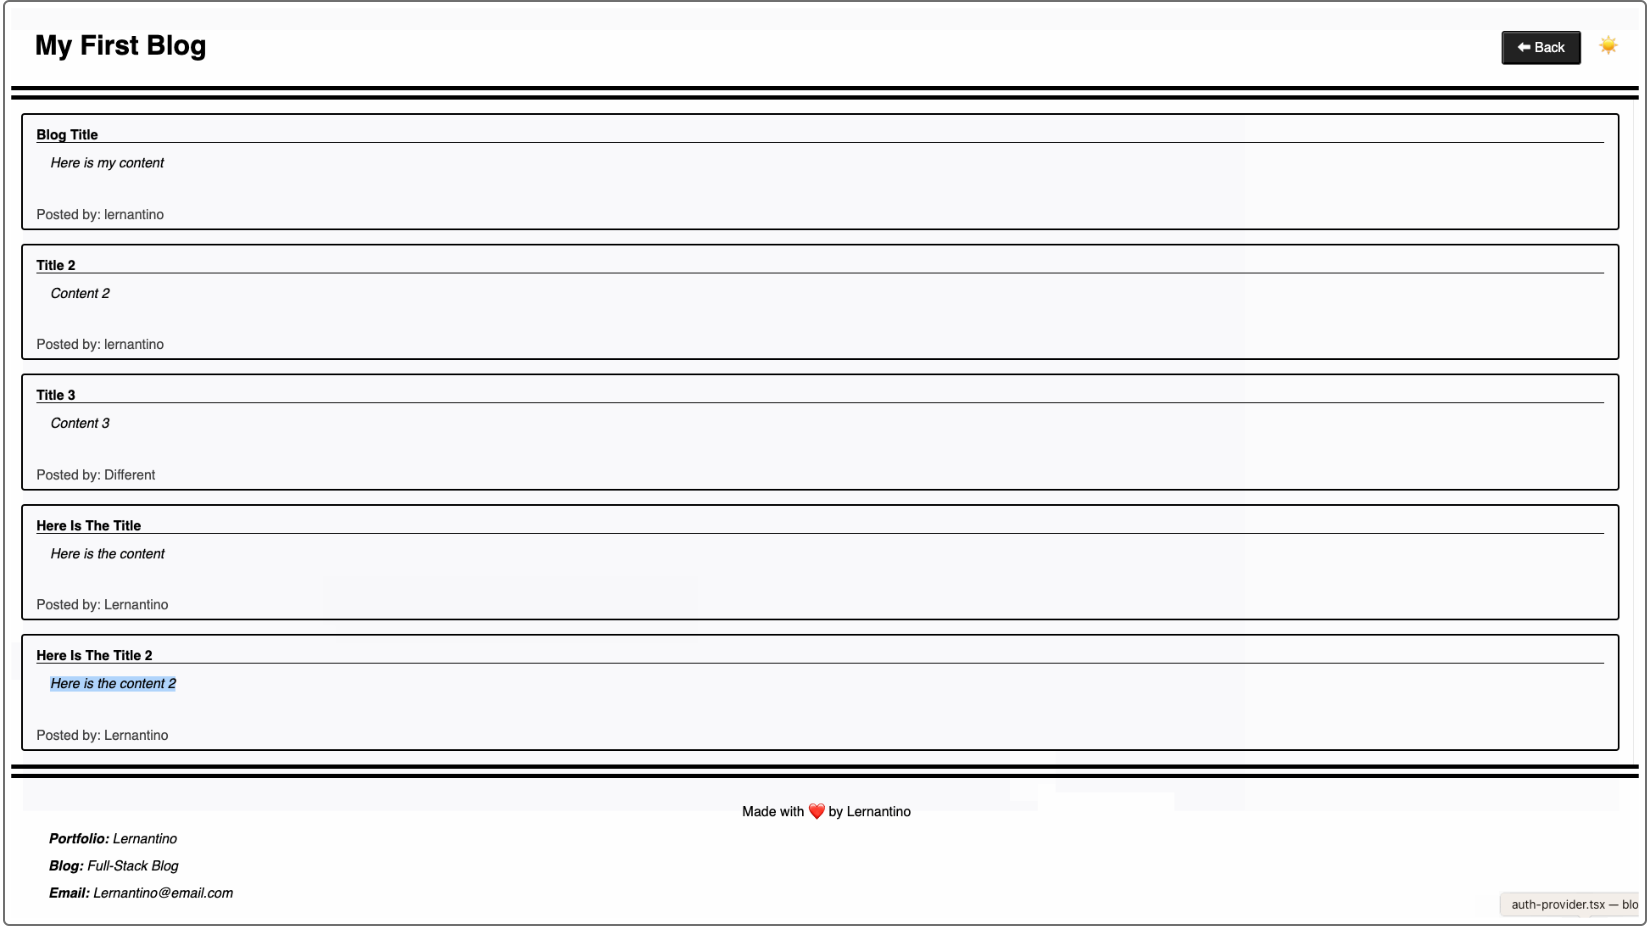 My First Blog
⬅ Back
Blog Title
Here is my content
Posted by: lernantino
Title 2
Content 2
Posted by: lernantino
Title 3
Content 3
Posted by: Different
Here Is The Title
Here is the content
Posted by: Lernantino
Here Is The Title 2
Here is the content 2
Posted by: Lernantino
Made with ❤️ by Lernantino
Portfolio: Lernantino
Blog: Full-Stack Blog
Email: Lernantino@email.com
auth-provider.tsx — blo